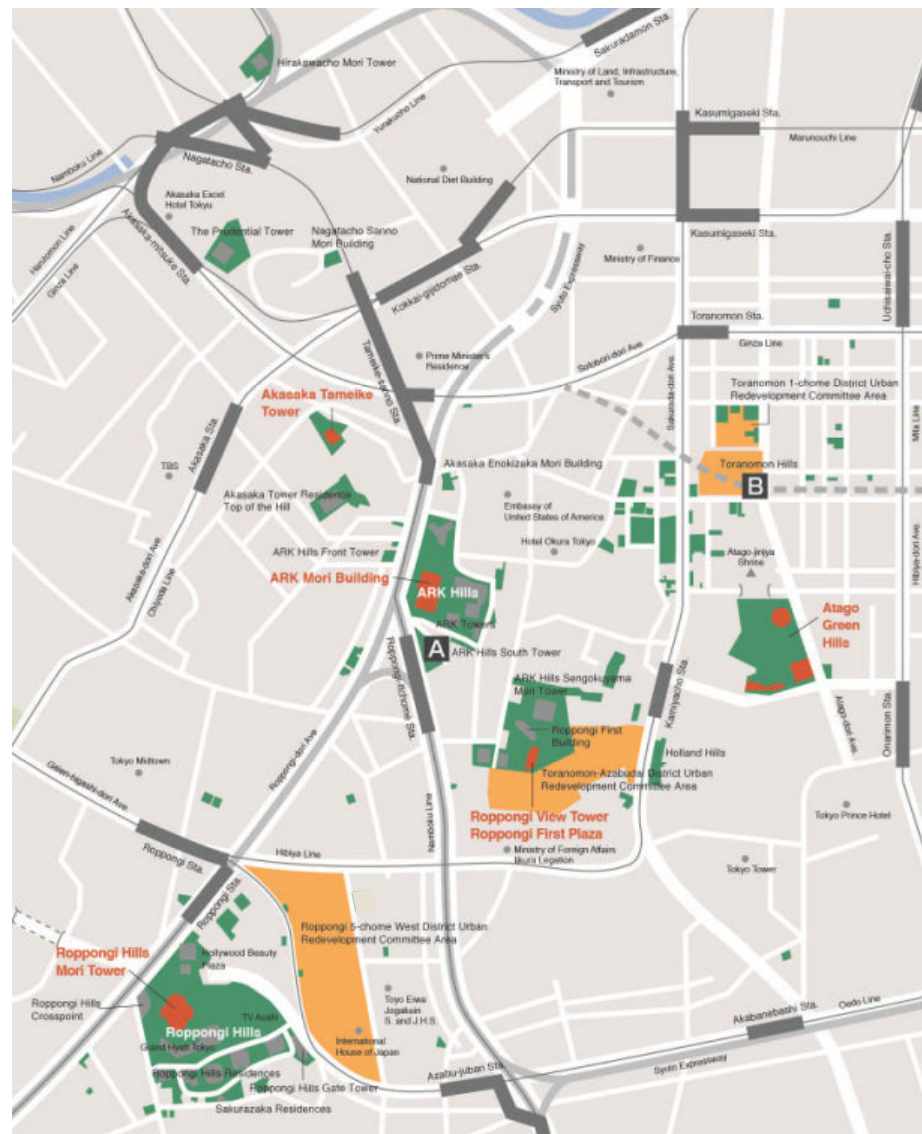 Sakuradamon Sta.
Hirakawacho Mori Tower
Ministry of Land, Infrastructure,
Transport and Tourism
Yurakucho Line
Kasumigaseki Sta.
Marunouchi Line
Namboku Line
Nagatacho Sta.
National Diet Building
Akasaka Excel
Hotel Tokyu
The Prudential Tower
Nagatacho Sanno
Mori Building
Kasumigaseki Sta.
Hanzomon Line
Ginza Line
Akasaka-mitsuke Sta.
Kokkai-gijidomae Sta.
Syuto Expressway
Ministry of Finance
Uchisaiwai-cho Sta.
Toranomon Sta.
Ginza Line
Tameike-sanno Sta.
Prime Minister's
Residence
Sotobori-dori Ave.
Sakurada-dori Ave.
Toranomon 1-chome District Urban
Redevelopment Committee Area
Mita Line
Akasaka Tameike
Tower
Akasaka Sta.
TBS
Akasaka Enokizaka Mori Building
Toranomon Hills
B
Akasaka Tower Residence
Top of the Hill
Embassy of
United States of America
Hotel Okura Tokyo
Akasaka-dori Ave.
Chiyoda Line
ARK Hills Front Tower
Atago-jinjya
Shrine
Hibiya-dori Ave.
ARK Mori Building
ARK Hills
Atago
Green
Hills
ARK Towers
A
ARK Hills South Tower
Roppongi-itchome Sta.
ARK Hills Sengokuyama
Mori Tower
Kamiyacho Sta.
Atago-dori Ave.
Onarimon Sta.
Roppongi First
Building
Holland Hills
Tokyo Midtown
Roppongi-dori Ave.
Toranomon-Azabudai District Urban
Redevelopment Committee Area
Gaien-higashi-dori Ave.
Namboku Line
Roppongi View Tower
Roppongi First Plaza
Tokyo Prince Hotel
Roppongi Sta.
Hibiya Line
Ministry of Foreign Affairs
Iikura Legation
Tokyo Tower
Roppongi Sta.
Roppongi 5-chome West District Urban
Redevelopment Committee Area
Roppongi Hills
Mori Tower
Hollywood Beauty
Plaza
Roppongi Hills
Crosspoint
TV Asahi
Toyo Eiwa
Jogakuin
S. and J.H.S.
Roppongi Hills
Grand Hyatt Tokyo
International
House of Japan
Akabanebashi Sta.
Oedo Line
Roppongi Hills Residences
Roppongi Hills Gate Tower
Azabu-juban Sta.
Syuto Expressway
Sakurazaka Residences